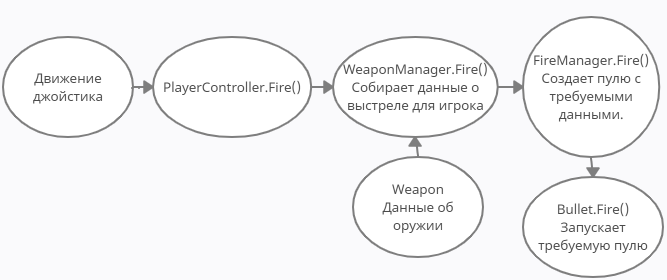 Движение
джойстика
PlayerController.Fire()
WeaponManager.Fire()
Собирает данные о
выстреле для игрока
FireManager.Fire()
Создает пулю с
требуемыми
данными.
Weapon
Данные об
оружии
Bullet.Fire()
Запускает
требуемую пулю